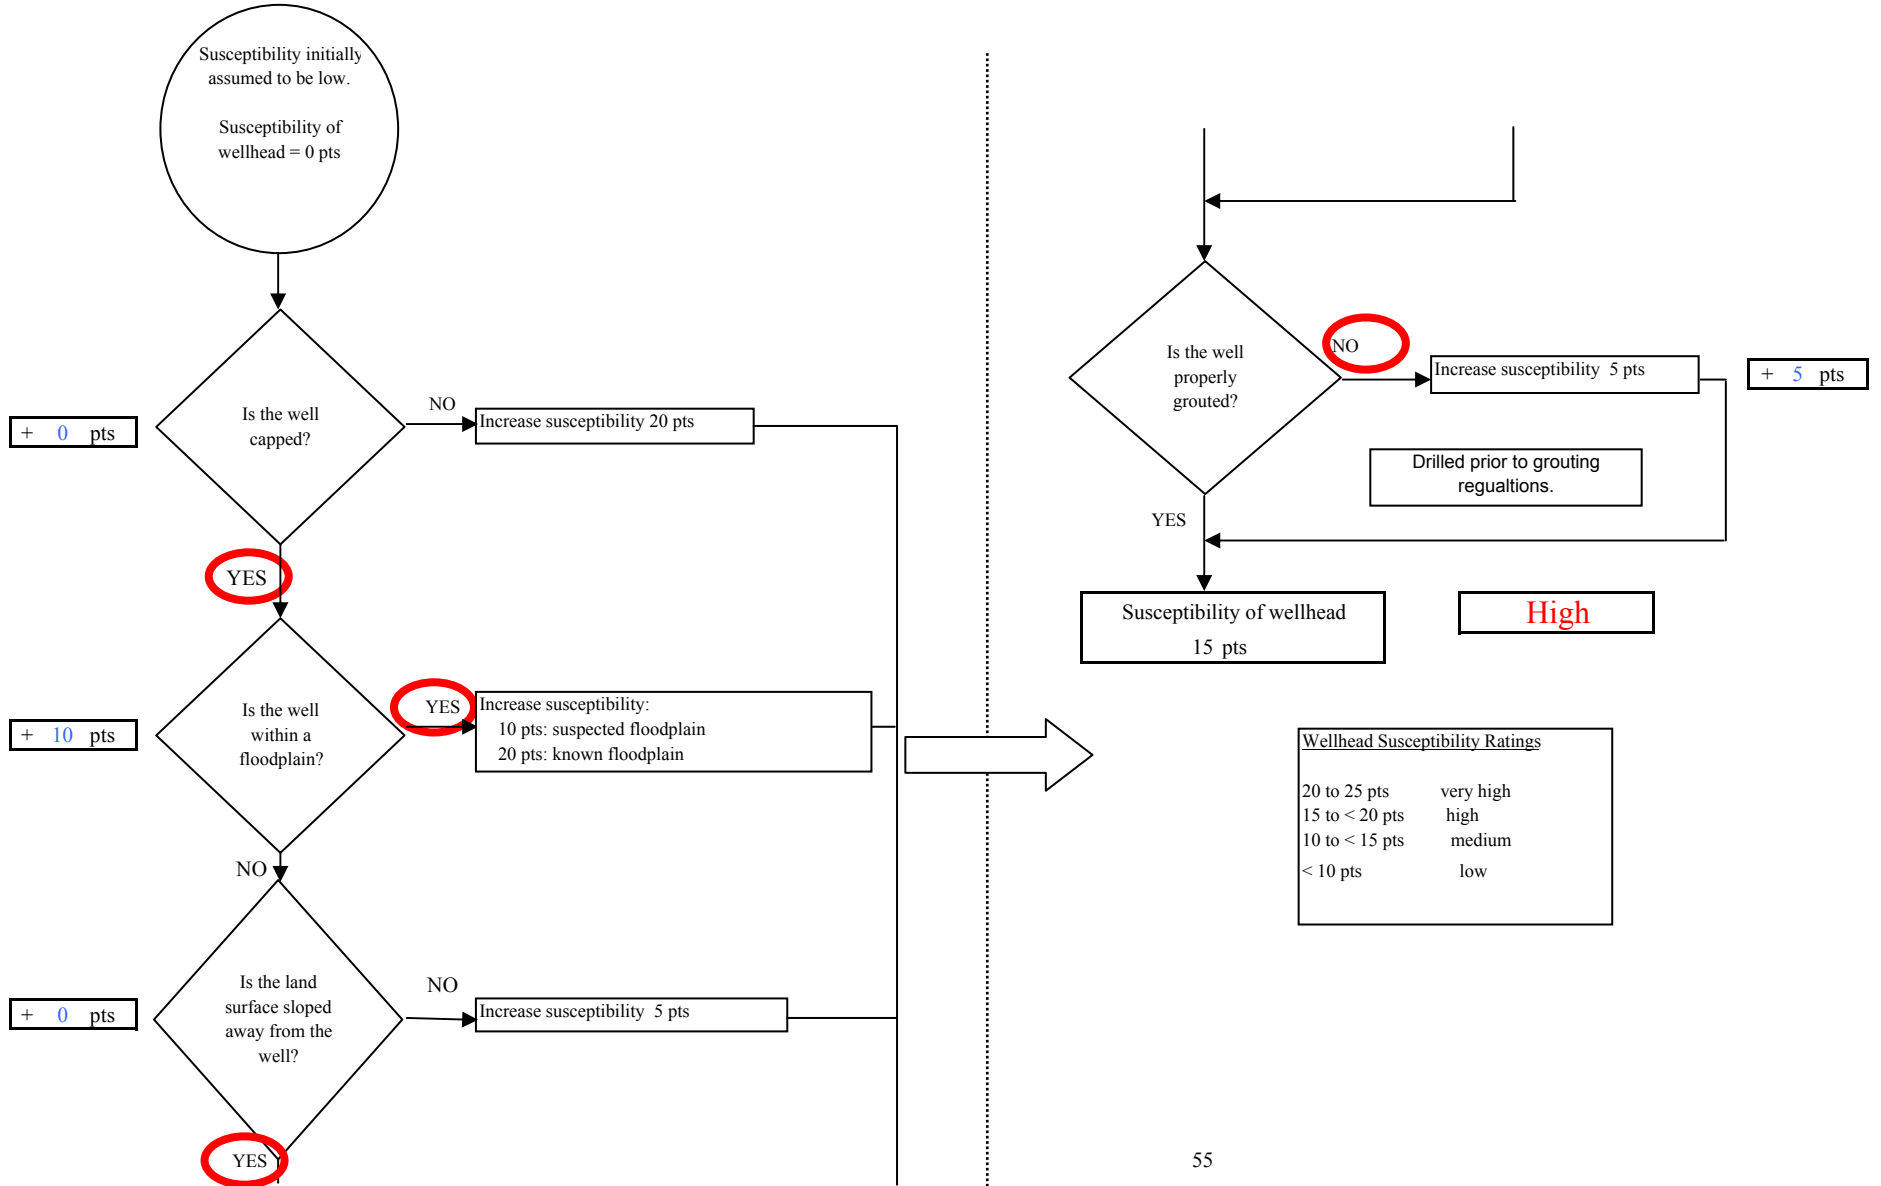 Susceptibility initially
assumed to be low.
Susceptibility of
wellhead = 0 pts
Is the well
capped?
NO
Increase susceptibility 20 pts
+ 0 pts
YES
Is the well
within a
floodplain?
YES
Increase susceptibility:
10 pts: suspected floodplain
20 pts: known floodplain
+ 10 pts
NO
Is the land
surface sloped
away from the
well?
NO
Increase susceptibility 5 pts
+ 0 pts
YES
Is the well
properly
grouted?
NO
Increase susceptibility 5 pts
+ 5 pts
Drilled prior to grouting
regualtions.
YES
Susceptibility of wellhead
15 pts
High
Wellhead Susceptibility Ratings
20 to 25 pts very high
15 to < 20 pts high
10 to < 15 pts medium
< 10 pts low
55